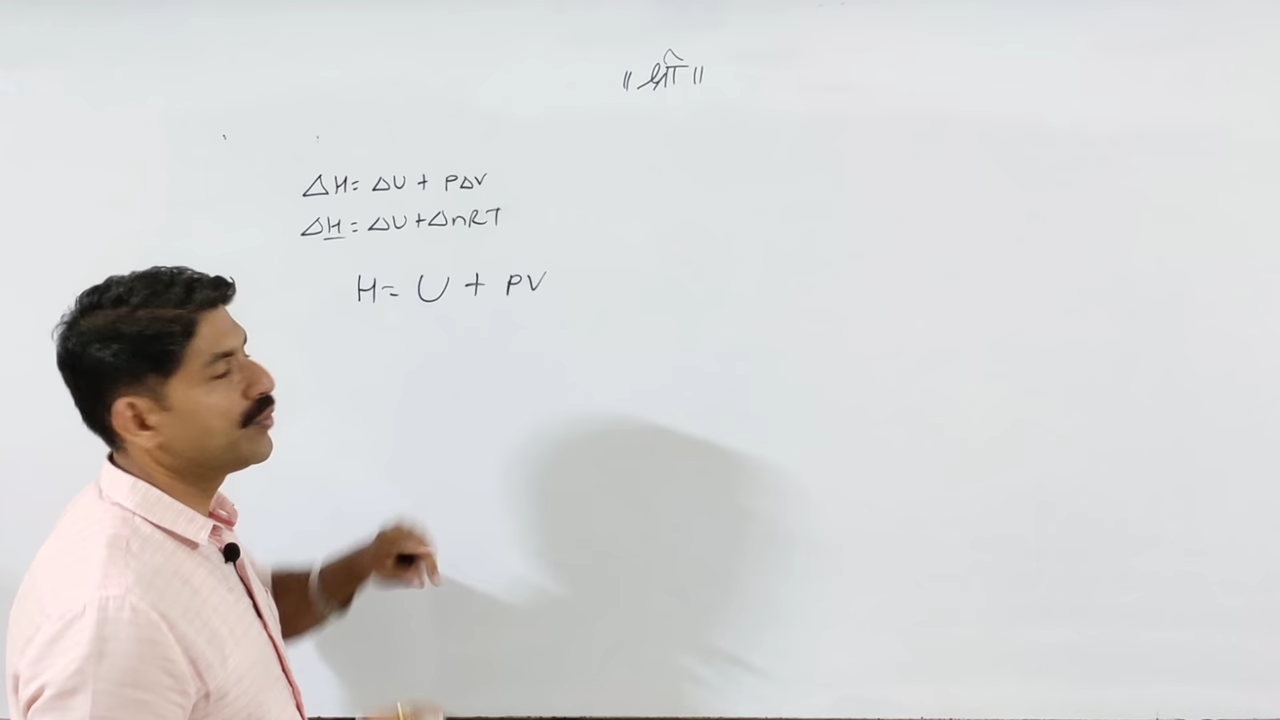 ॥ श्री ॥
ΔH = ΔU + PΔV
ΔH = ΔU + ΔnRT
H = U + PV